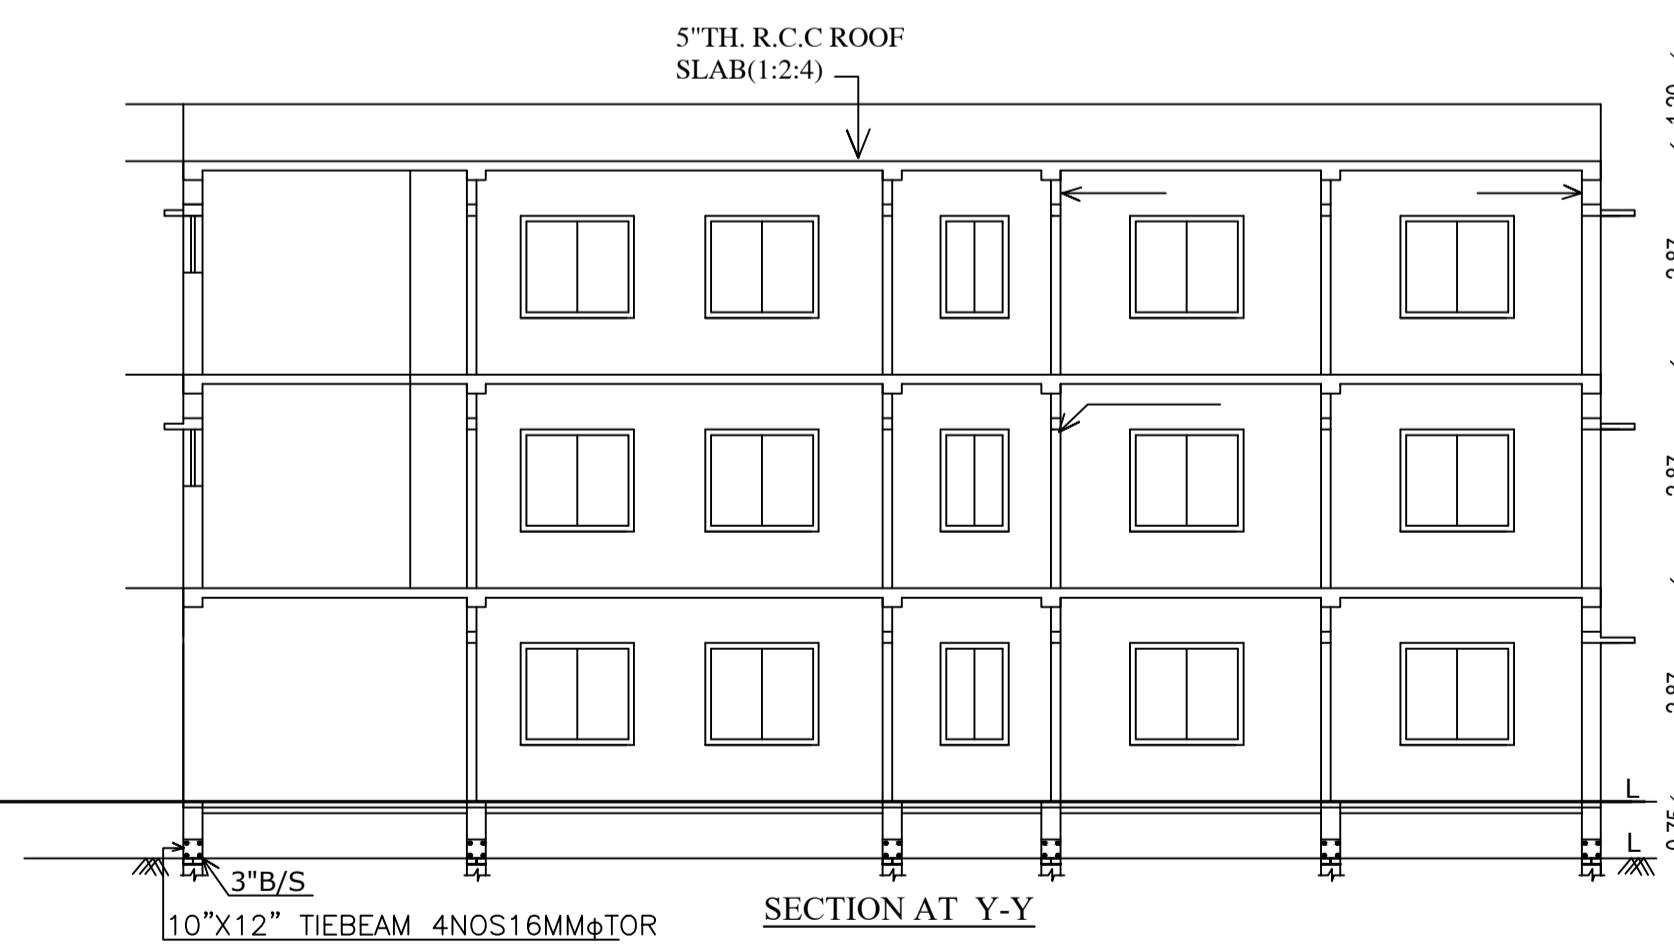 5"TH. R.C.C ROOF
SLAB(1:2:4)
L
L
3"B/S
10”X12” TIEBEAM 4NOS16MMϕTOR
SECTION AT Y-Y